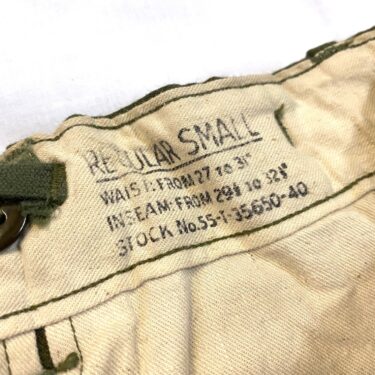 REGULAR SMALL
WAIST: FROM 27 TO 31"
INSEAM: FROM 29½ TO 32½"
STOCK No. 55-T-35650-40